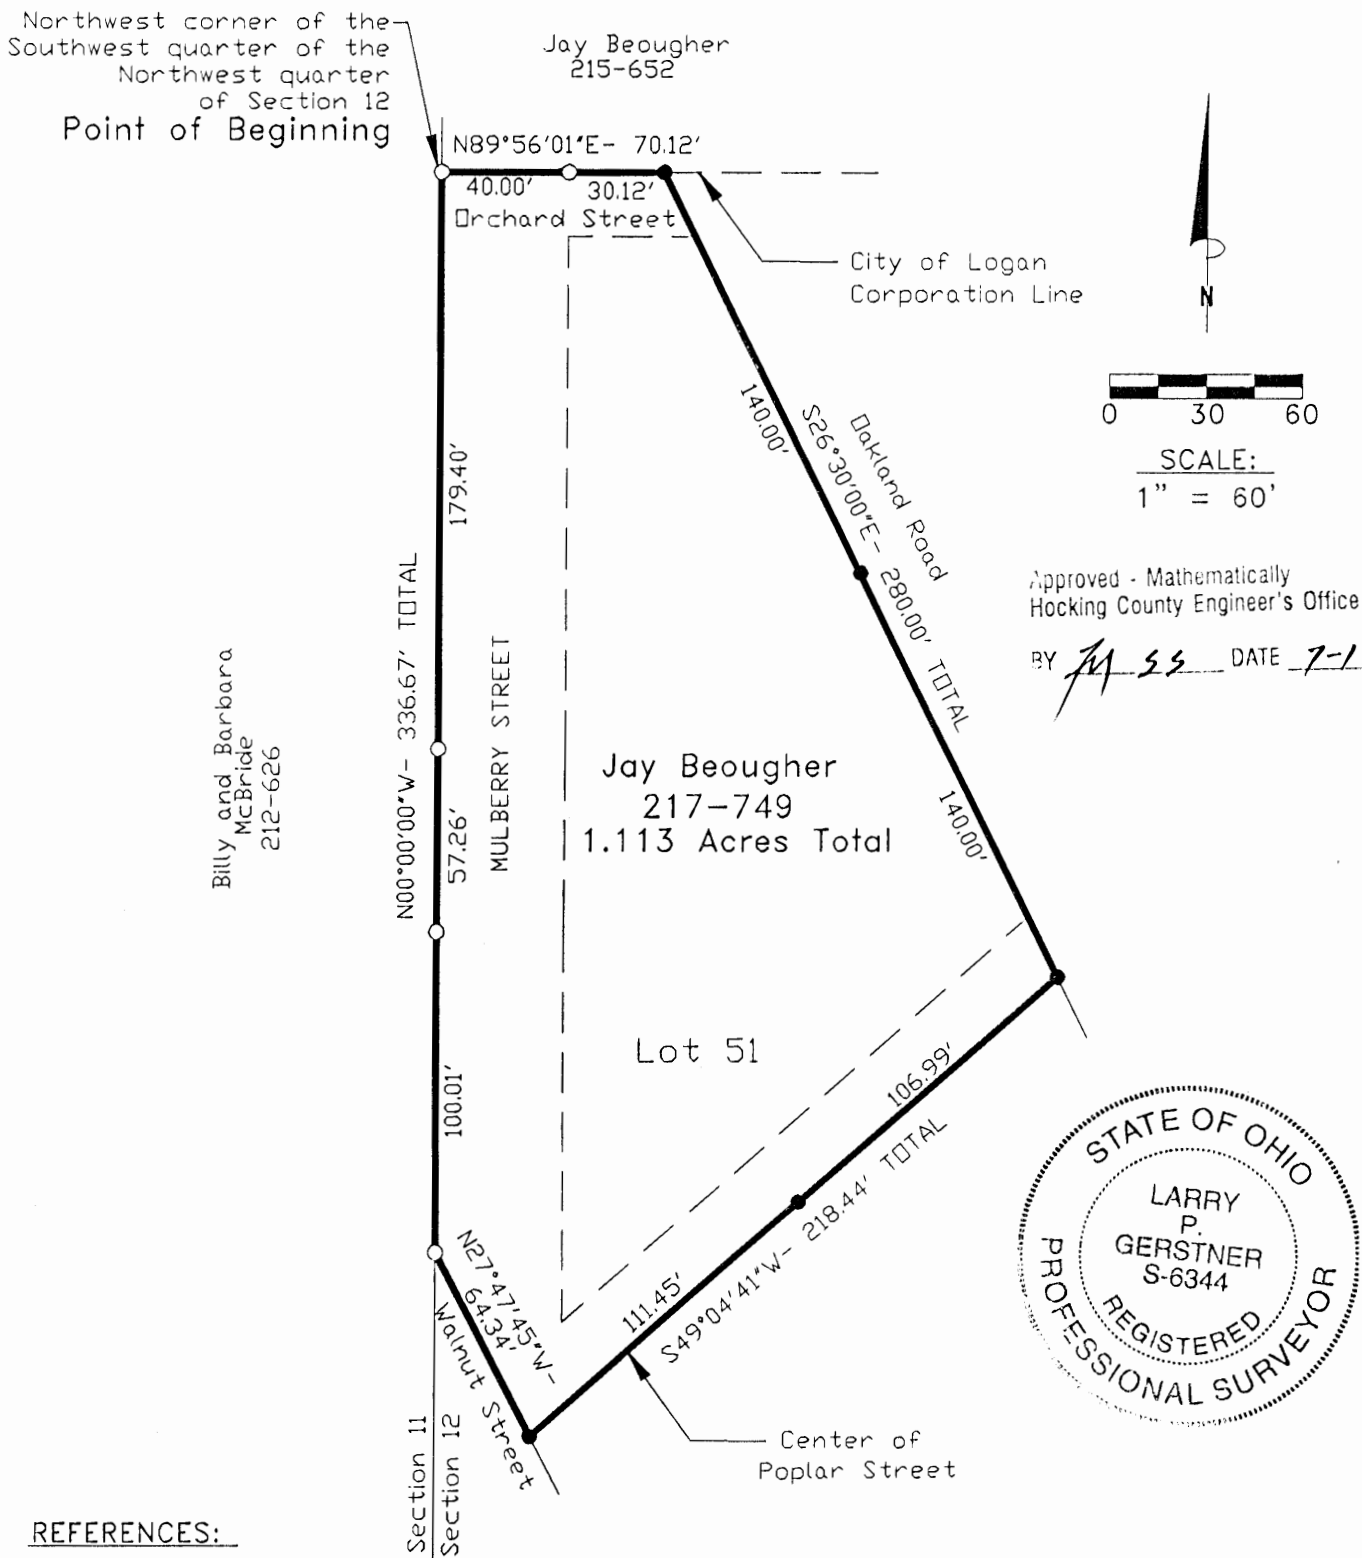 Northwest corner of the
Southwest quarter of the
Northwest quarter
of Section 12
Point of Beginning
Jay Beougher
215-652
N89°56'01"E- 70.12'
40.00'
30.12'
Orchard Street
City of Logan
Corporation Line
N
0 30 60
SCALE:
1" = 60'
Approved - Mathematically
Hocking County Engineer's Office
BY DATE 7-1
140.00'
S26°30'00"E- 280.00' TOTAL
Oakland Road
140.00'
179.40'
N00°00'00"W- 336.67' TOTAL
57.26'
MULBERRY STREET
100.01'
Billy and Barbara
McBride
212-626
Jay Beougher
217-749
1.113 Acres Total
Lot 51
106.99'
S49°04'41"W- 218.44' TOTAL
111.45'
N27°47'45"W-
64.34'
Walnut Street
Center of
Poplar Street
Section 11
Section 12
STATE OF OHIO
LARRY
P.
GERSTNER
S-6344
REGISTERED
PROFESSIONAL SURVEYOR
REFERENCES: